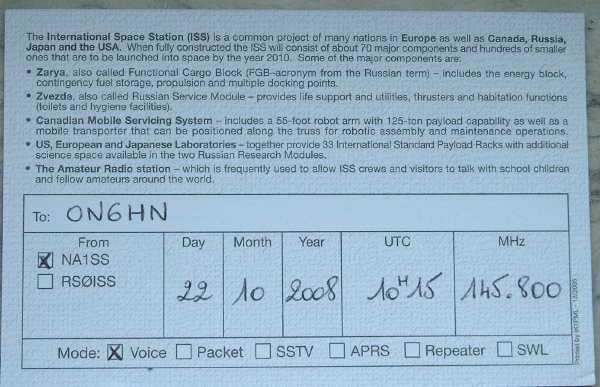 The International Space Station (ISS) is a common project of many nations in Europe as well as Canada, Russia,
Japan and the USA. When fully constructed the ISS will consist of about 70 major components and hundreds of smaller
ones that are to be launched into space by the year 2010. Some of the major components are:
• Zarya, also called Functional Cargo Block (FGB–acronym from the Russian term) – includes the energy block,
contingency fuel storage, propulsion and multiple docking points.
• Zvezda, also called Russian Service Module – provides life support and utilities, thrusters and habitation functions
(toilets and hygiene facilities).
• Canadian Mobile Servicing System – includes a 55-foot robot arm with 125-ton payload capability as well as a
mobile transporter that can be positioned along the truss for robotic assembly and maintenance operations.
• US, European and Japanese Laboratories – together provide 33 International Standard Payload Racks with additional
science space available in the two Russian Research Modules.
• The Amateur Radio station – which is frequently used to allow ISS crews and visitors to talk with school children
and fellow amateurs around the world.
To: ON6HN
From Day Month Year UTC MHz
NA1SS
RSØISS
22 10 2008 10H15 145.800
Mode: Voice Packet SSTV APRS Repeater SWL
Printed by